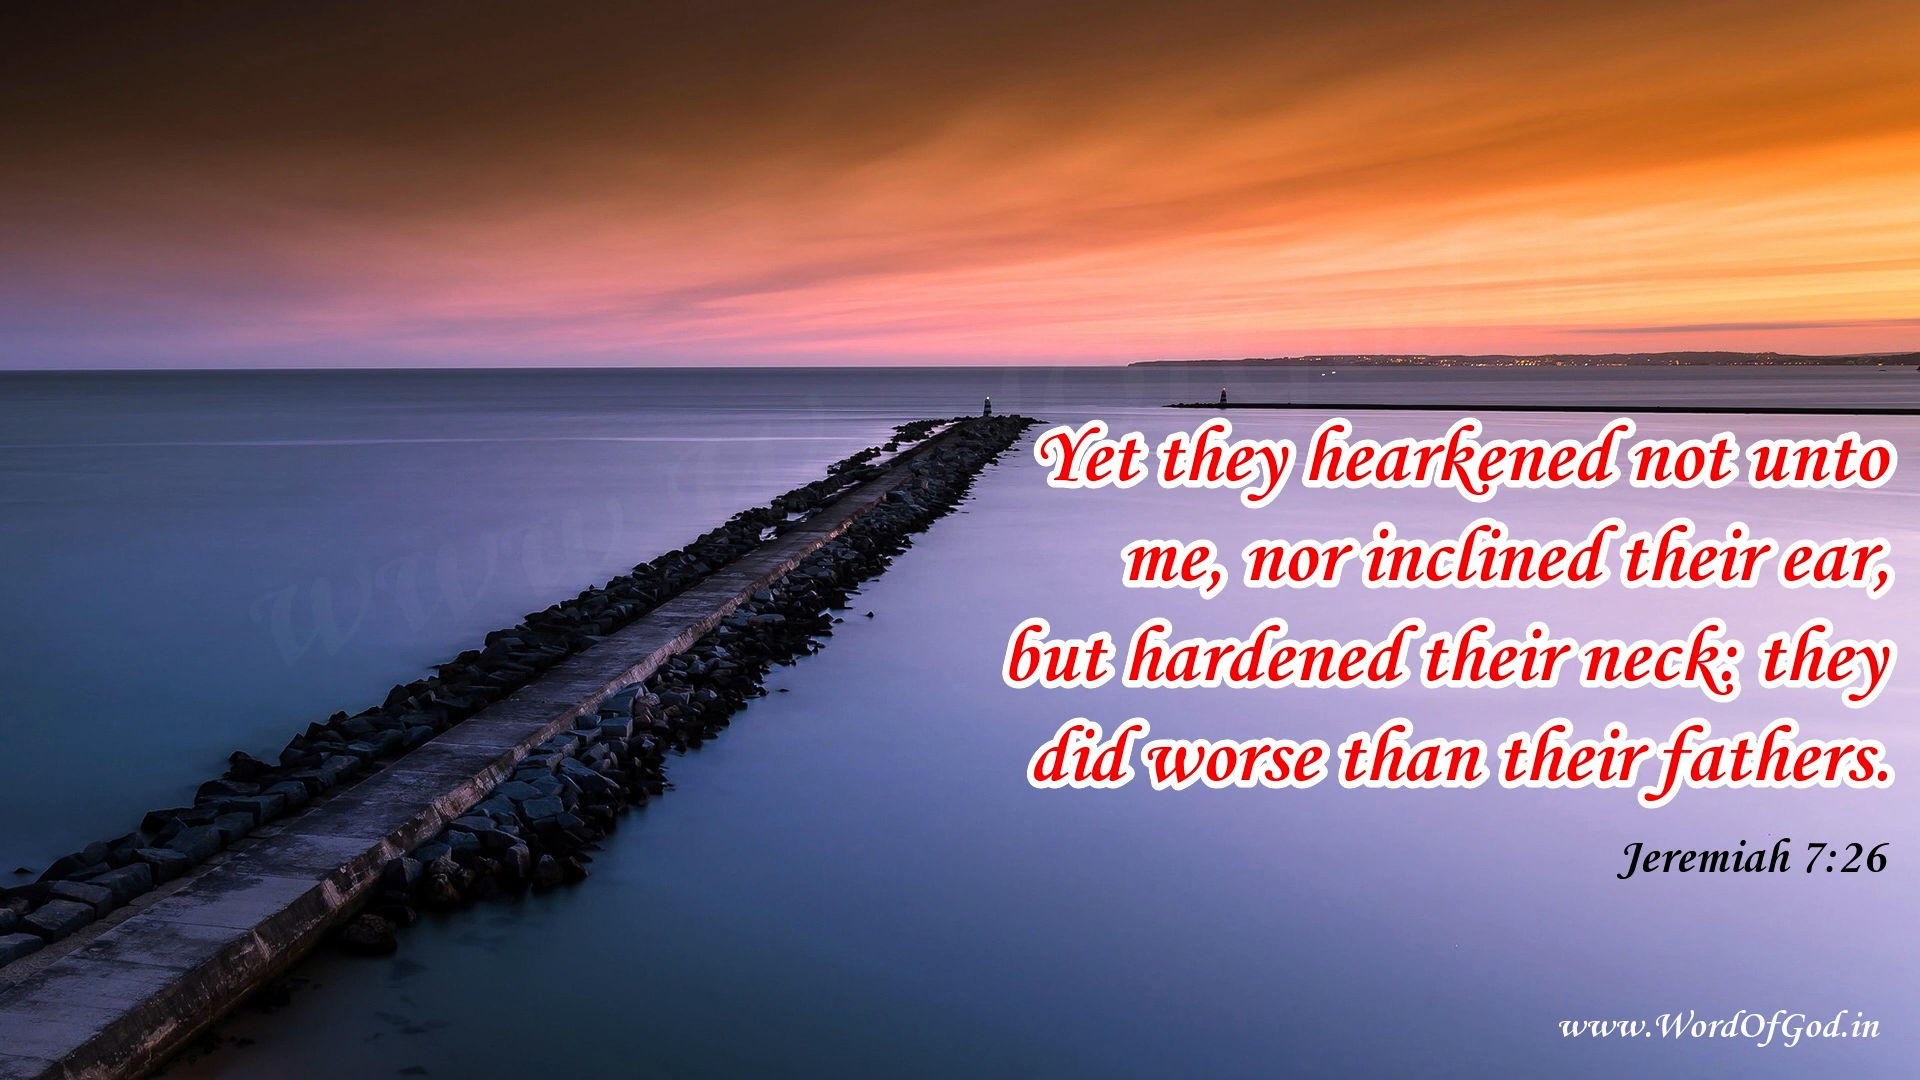 Yet they hearkened not unto
me, nor inclined their ear,
but hardened their neck: they
did worse than their fathers.
Jeremiah 7:26
www.WordOfGod.in